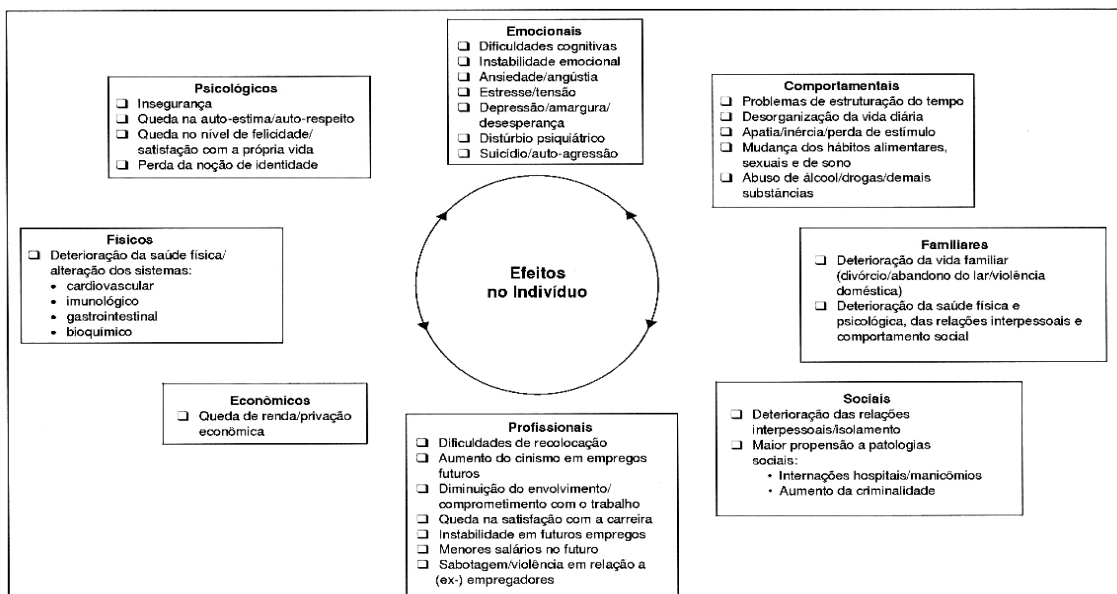 Emocionais
❑ Dificuldades cognitivas
❑ Instabilidade emocional
❑ Ansiedade/angústia
❑ Estresse/tensão
❑ Depressão/amargura/
desesperança
❑ Distúrbio psiquiátrico
❑ Suicídio/auto-agressão
Psicológicos
❑ Insegurança
❑ Queda na auto-estima/auto-respeito
❑ Queda no nível de felicidade/
satisfação com a própria vida
❑ Perda da noção de identidade
Comportamentais
❑ Problemas de estruturação do tempo
❑ Desorganização da vida diária
❑ Apatia/inércia/perda de estímulo
❑ Mudança dos hábitos alimentares,
sexuais e de sono
❑ Abuso de álcool/drogas/demais
substâncias
Físicos
❑ Deterioração da saúde física/
alteração dos sistemas:
• cardiovascular
• imunológico
• gastrointestinal
• bioquímico
Efeitos
no Indivíduo
Familiares
❑ Deterioração da vida familiar
(divórcio/abandono do lar/violência
doméstica)
❑ Deterioração da saúde física e
psicológica, das relações interpessoais e
comportamento social
Econômicos
❑ Queda de renda/privação
econômica
Profissionais
❑ Dificuldades de recolocação
❑ Aumento do cinismo em empregos
futuros
❑ Diminuição do envolvimento/
comprometimento com o trabalho
❑ Queda na satisfação com a carreira
❑ Instabilidade em futuros empregos
❑ Menores salários no futuro
❑ Sabotagem/violência em relação a
(ex-) empregadores
Sociais
❑ Deterioração das relações
interpessoais/isolamento
❑ Maior propensão a patologias
sociais:
• Internações hospitais/manicômios
• Aumento da criminalidade